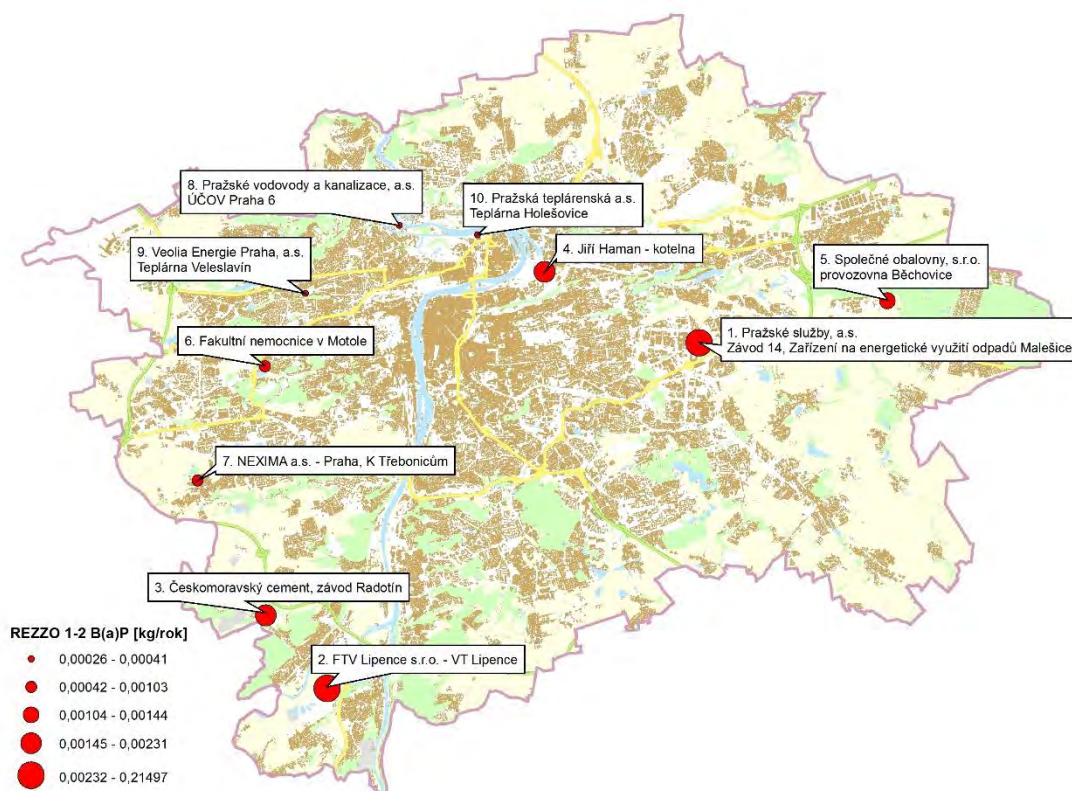 8. Pražské vodovody a kanalizace, a.s.
ÚČOV Praha 6
10. Pražská teplárenská a.s.
Teplárna Holešovice
9. Veolia Energie Praha, a.s.
Teplárna Veleslavín
4. Jiří Haman - kotelna
5. Společné obalovny, s.r.o.
provozovna Běchovice
6. Fakultní nemocnice v Motole
1. Pražské služby, a.s.
Závod 14, Zařízení na energetické využití odpadů Malešice
7. NEXIMA a.s. - Praha, K Třebonicům
3. Českomoravský cement, závod Radotín
2. FTV Lipence s.r.o. - VT Lipence
REZZO 1-2 B(a)P [kg/rok]
0,00026 - 0,00041
0,00042 - 0,00103
0,00104 - 0,00144
0,00145 - 0,00231
0,00232 - 0,21497